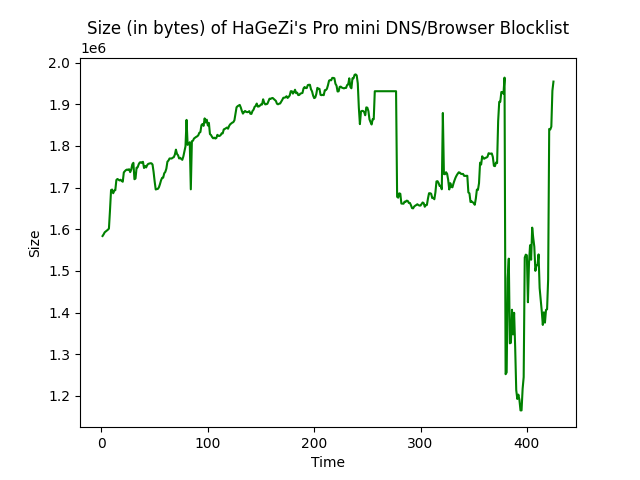 Size (in bytes) of HaGeZi's Pro mini DNS/Browser Blocklist
1e6
2.0
1.9
1.8
1.7
1.6
1.5
1.4
1.3
1.2
Size
0 100 200 300 400
Time